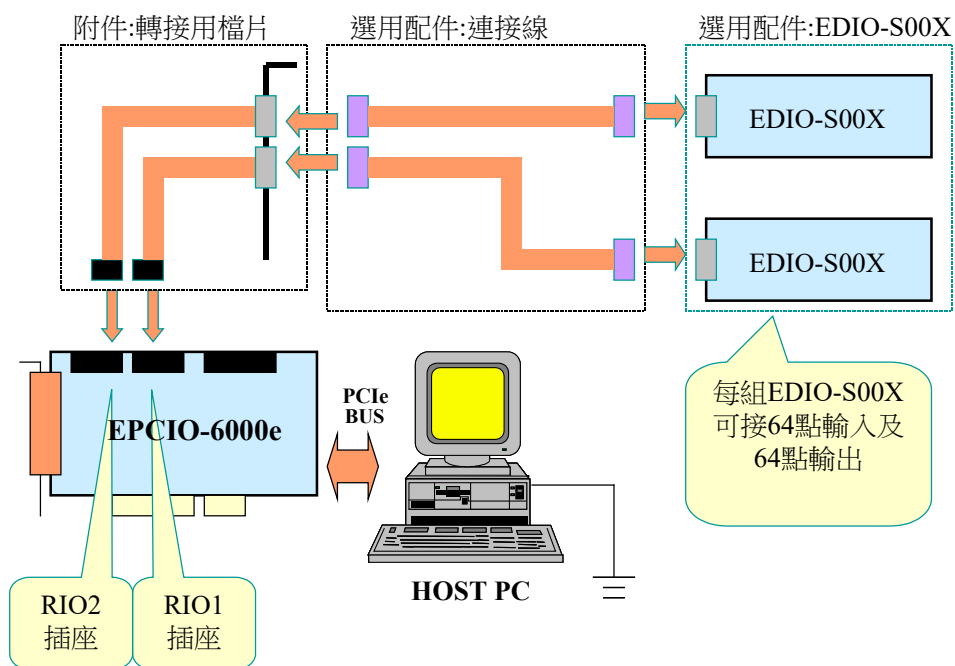 附件:轉接用檔片
選用配件:連接線
選用配件:EDIO-S00X
EDIO-S00X
EDIO-S00X
每組EDIO-S00X
可接64點輸入及
64點輸出
PCIe
BUS
EPCIO-6000e
HOST PC
RIO2
插座
RIO1
插座